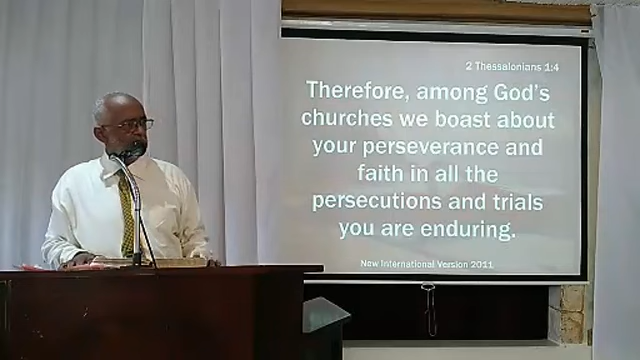 2 Thessalonians 1:4
Therefore, among God's
churches we boast about
your perseverance and
faith in all the
persecutions and trials
you are enduring.
New International Version 2011